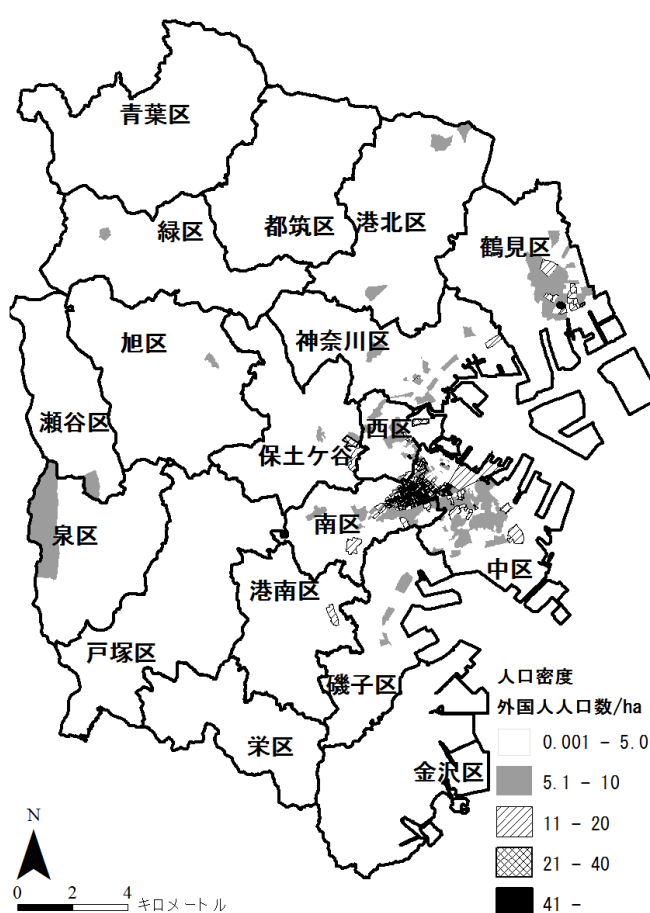 青葉区
緑区
都筑区
港北区
鶴見区
旭区
神奈川区
瀬谷区
保土ケ谷
西区
泉区
南区
中区
港南区
戸塚区
磯子区
栄区
金沢区
人口密度
外国人人口数/ha
0.001 - 5.0
5.1 - 10
11 - 20
21 - 40
41 -
N
0 2 4
キロメートル